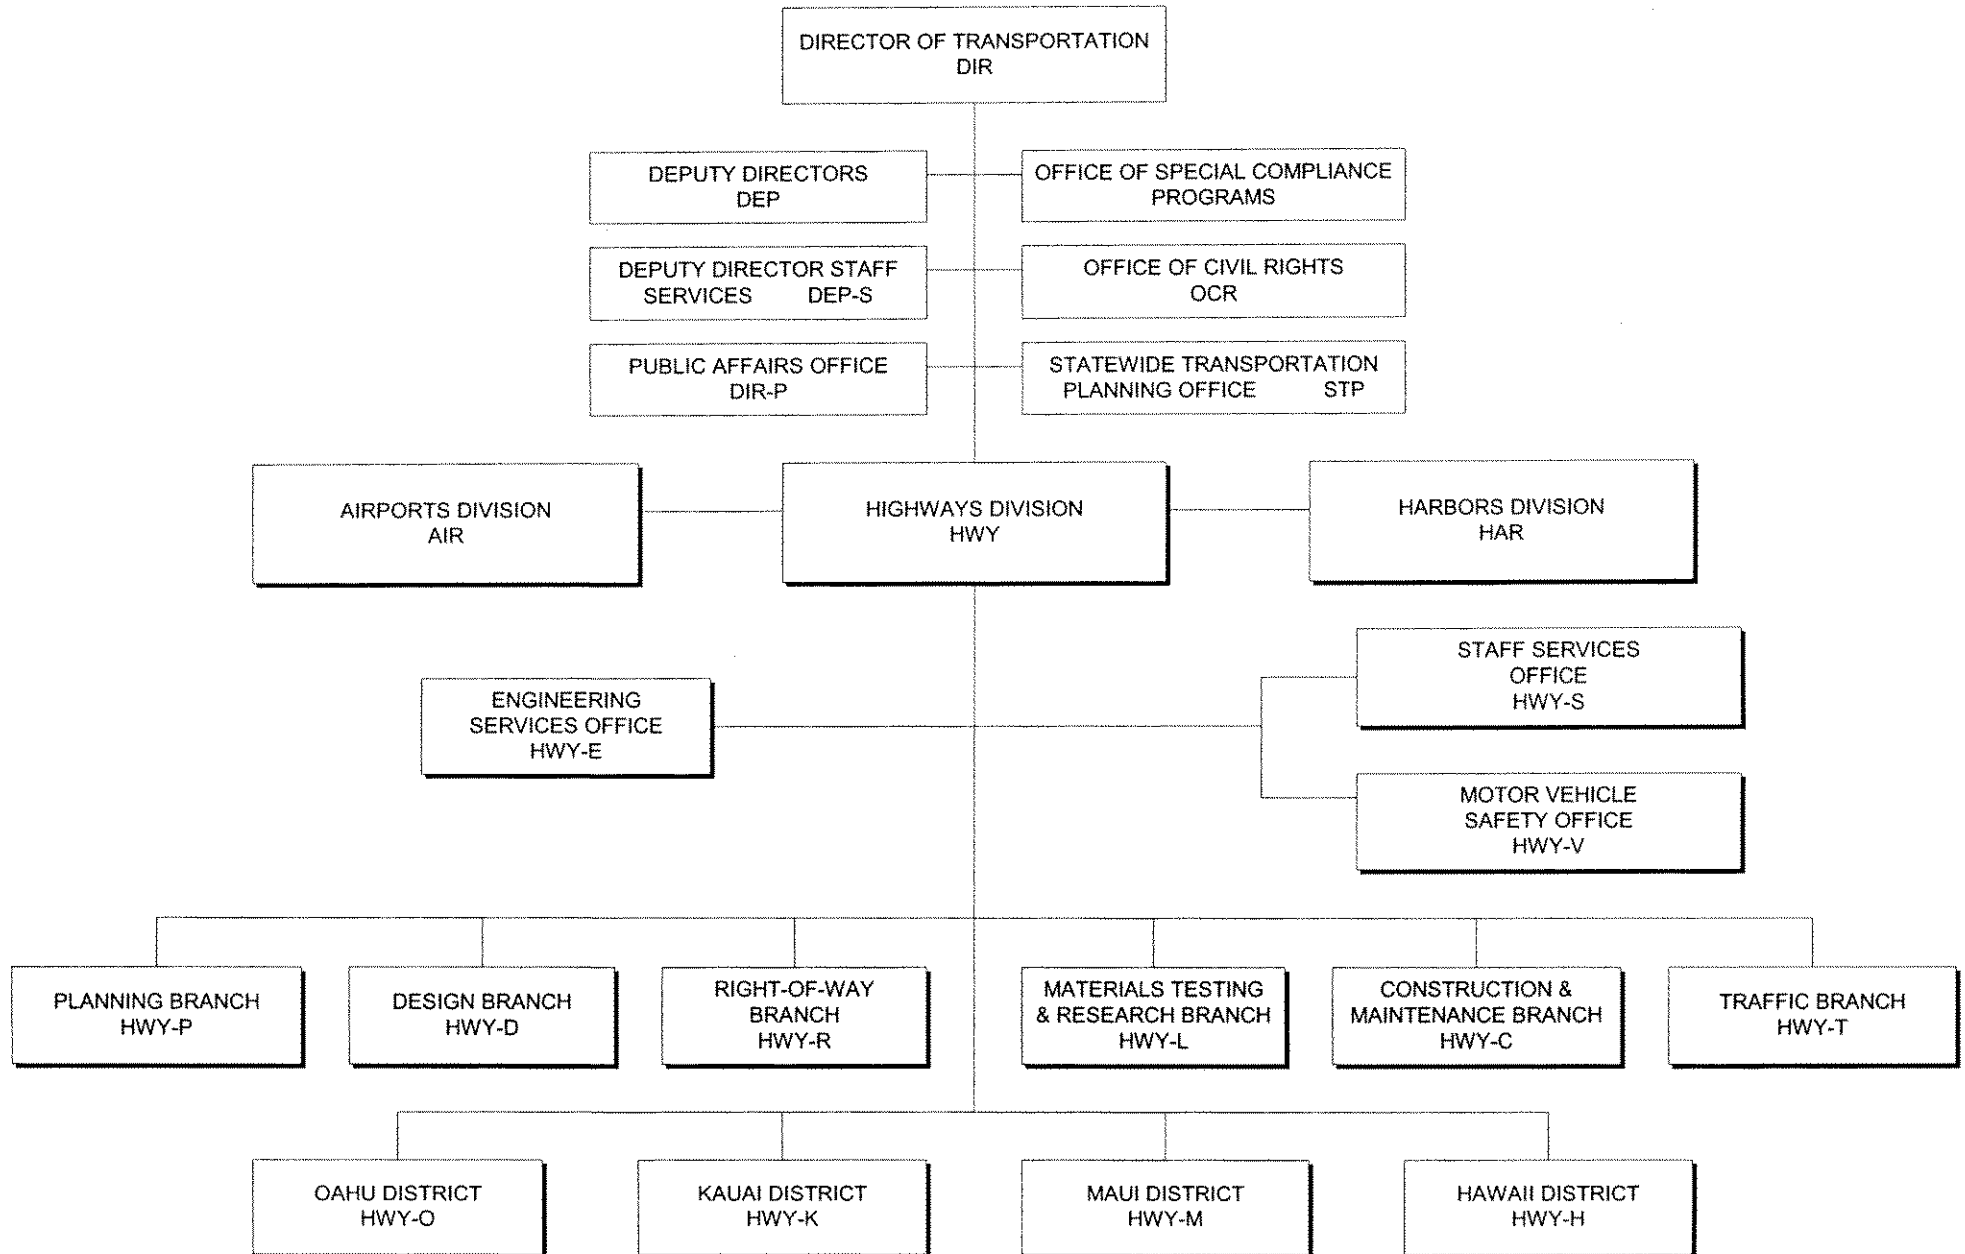 DIRECTOR OF TRANSPORTATION
DIR
DEPUTY DIRECTORS
DEP
OFFICE OF SPECIAL COMPLIANCE
PROGRAMS
DEPUTY DIRECTOR STAFF
SERVICES DEP-S
OFFICE OF CIVIL RIGHTS
OCR
PUBLIC AFFAIRS OFFICE
DIR-P
STATEWIDE TRANSPORTATION
PLANNING OFFICE STP
AIRPORTS DIVISION
AIR
HIGHWAYS DIVISION
HWY
HARBORS DIVISION
HAR
ENGINEERING
SERVICES OFFICE
HWY-E
STAFF SERVICES
OFFICE
HWY-S
MOTOR VEHICLE
SAFETY OFFICE
HWY-V
PLANNING BRANCH
HWY-P
DESIGN BRANCH
HWY-D
RIGHT-OF-WAY
BRANCH
HWY-R
MATERIALS TESTING
& RESEARCH BRANCH
HWY-L
CONSTRUCTION &
MAINTENANCE BRANCH
HWY-C
TRAFFIC BRANCH
HWY-T
OAHU DISTRICT
HWY-O
KAUAI DISTRICT
HWY-K
MAUI DISTRICT
HWY-M
HAWAII DISTRICT
HWY-H